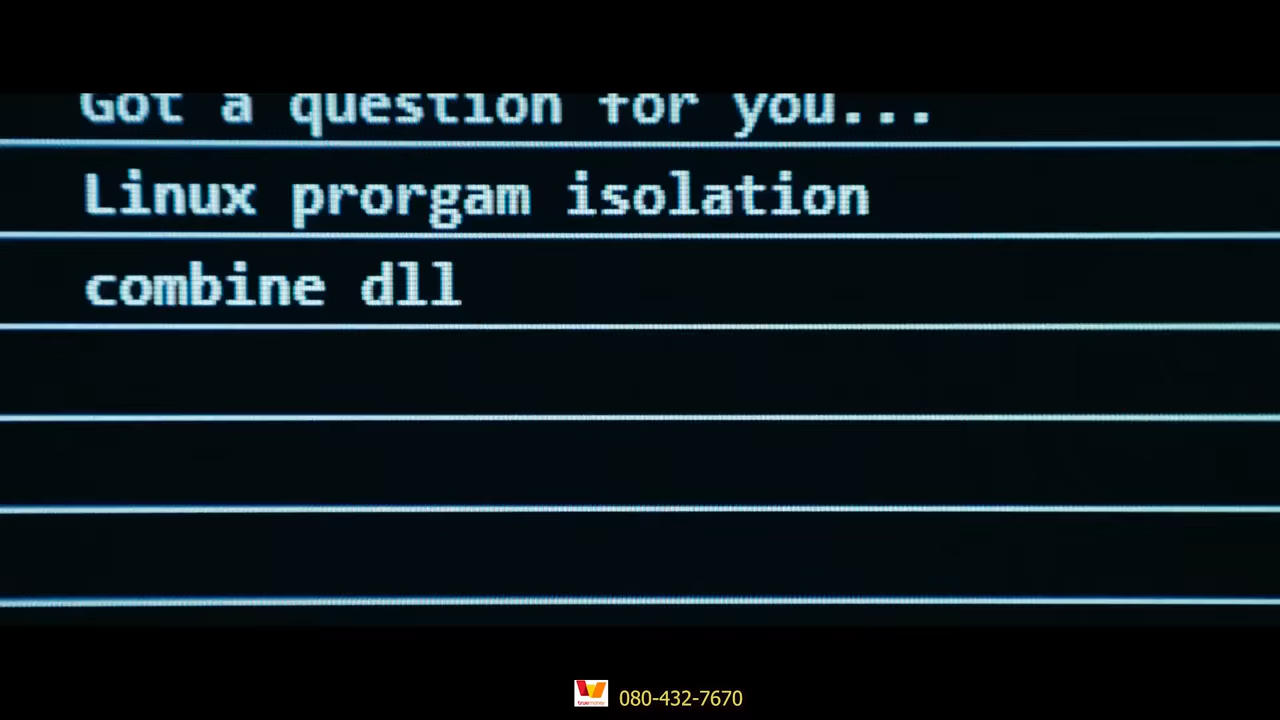 Got a question for you...
Linux prorgam isolation
combine dll
truemoney 080-432-7670